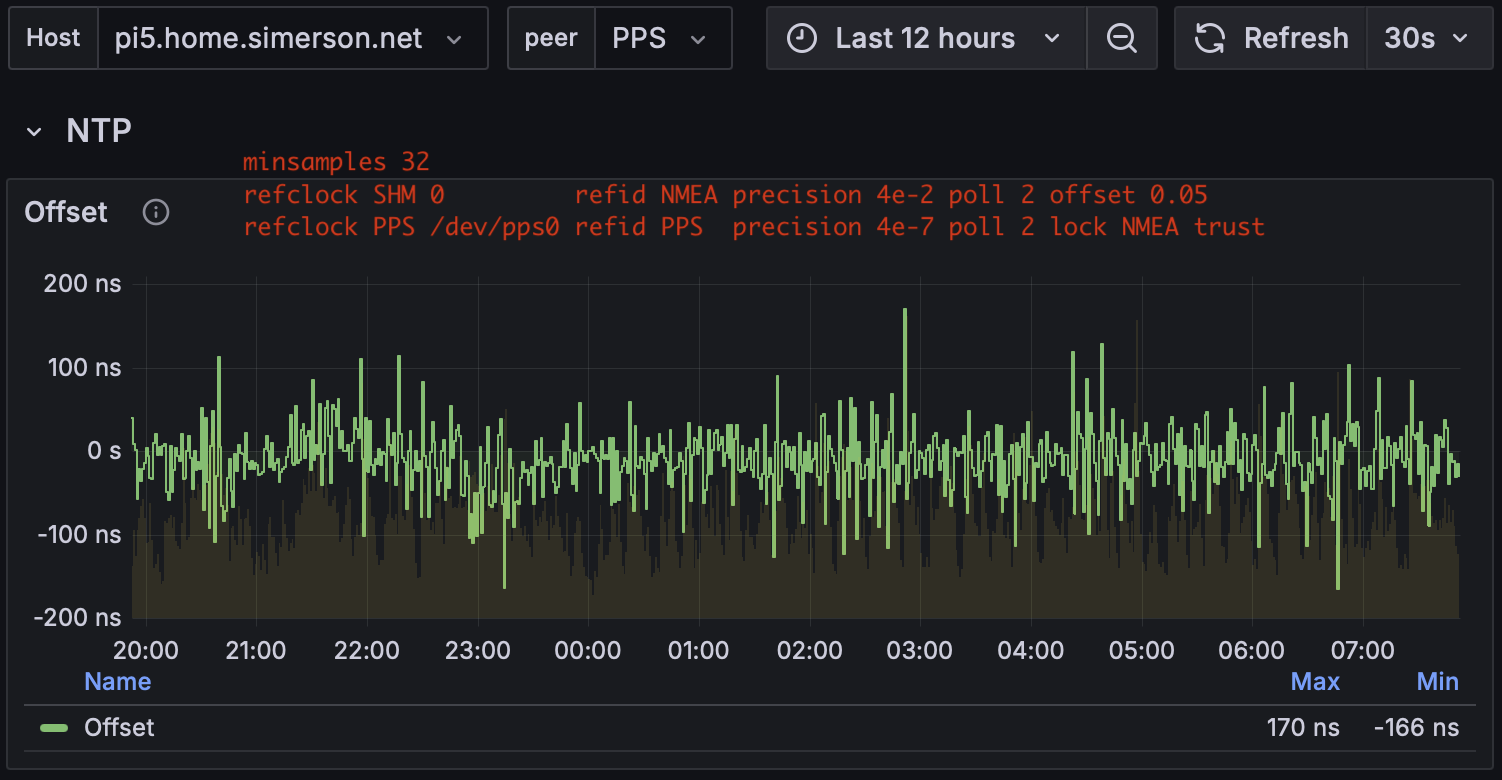 Host pi5.home.simerson.net peer PPS Last 12 hours Refresh 30s
NTP
minsamples 32
refclock SHM 0 refid NMEA precision 4e-2 poll 2 offset 0.05
Offset
refclock PPS /dev/pps0 refid PPS precision 4e-7 poll 2 lock NMEA trust
200 ns
100 ns
0 s
-100 ns
-200 ns
20:00 21:00 22:00 23:00 00:00 01:00 02:00 03:00 04:00 05:00 06:00 07:00
Name Max Min
Offset 170 ns -166 ns